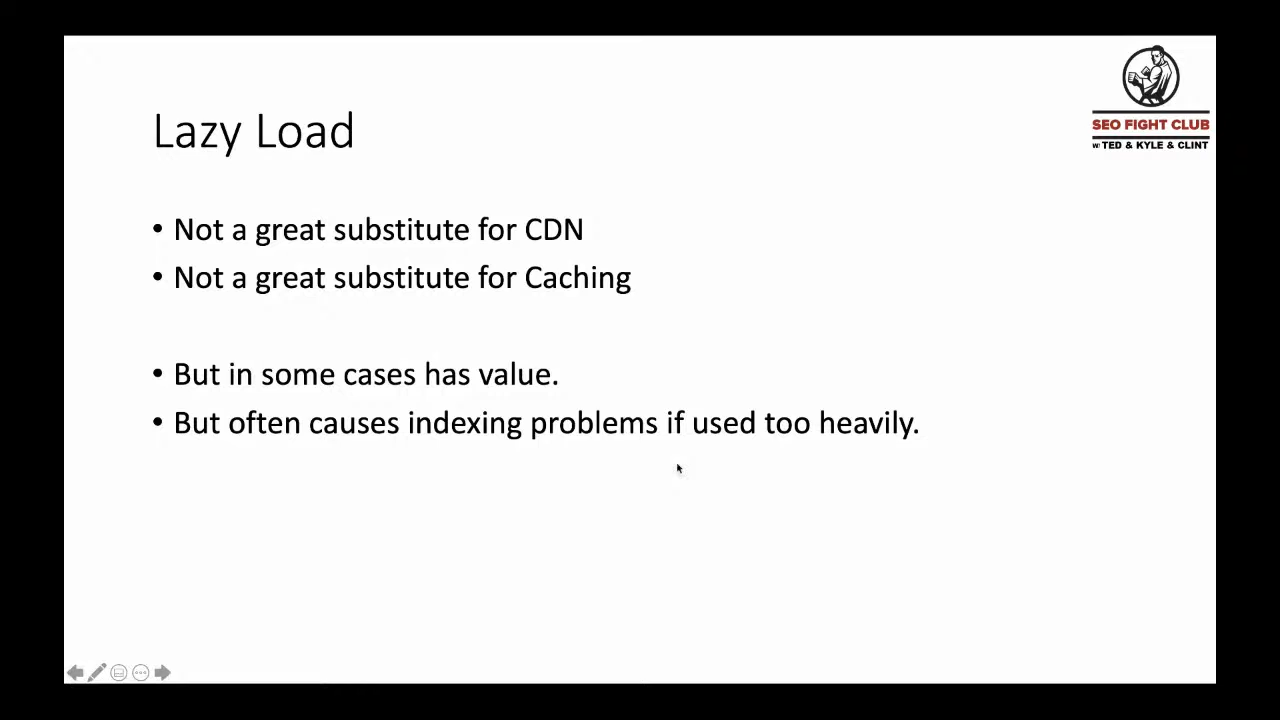 SEO FIGHT CLUB
W/ TED & KYLE & CLINT
Lazy Load
• Not a great substitute for CDN
• Not a great substitute for Caching
• But in some cases has value.
• But often causes indexing problems if used too heavily.